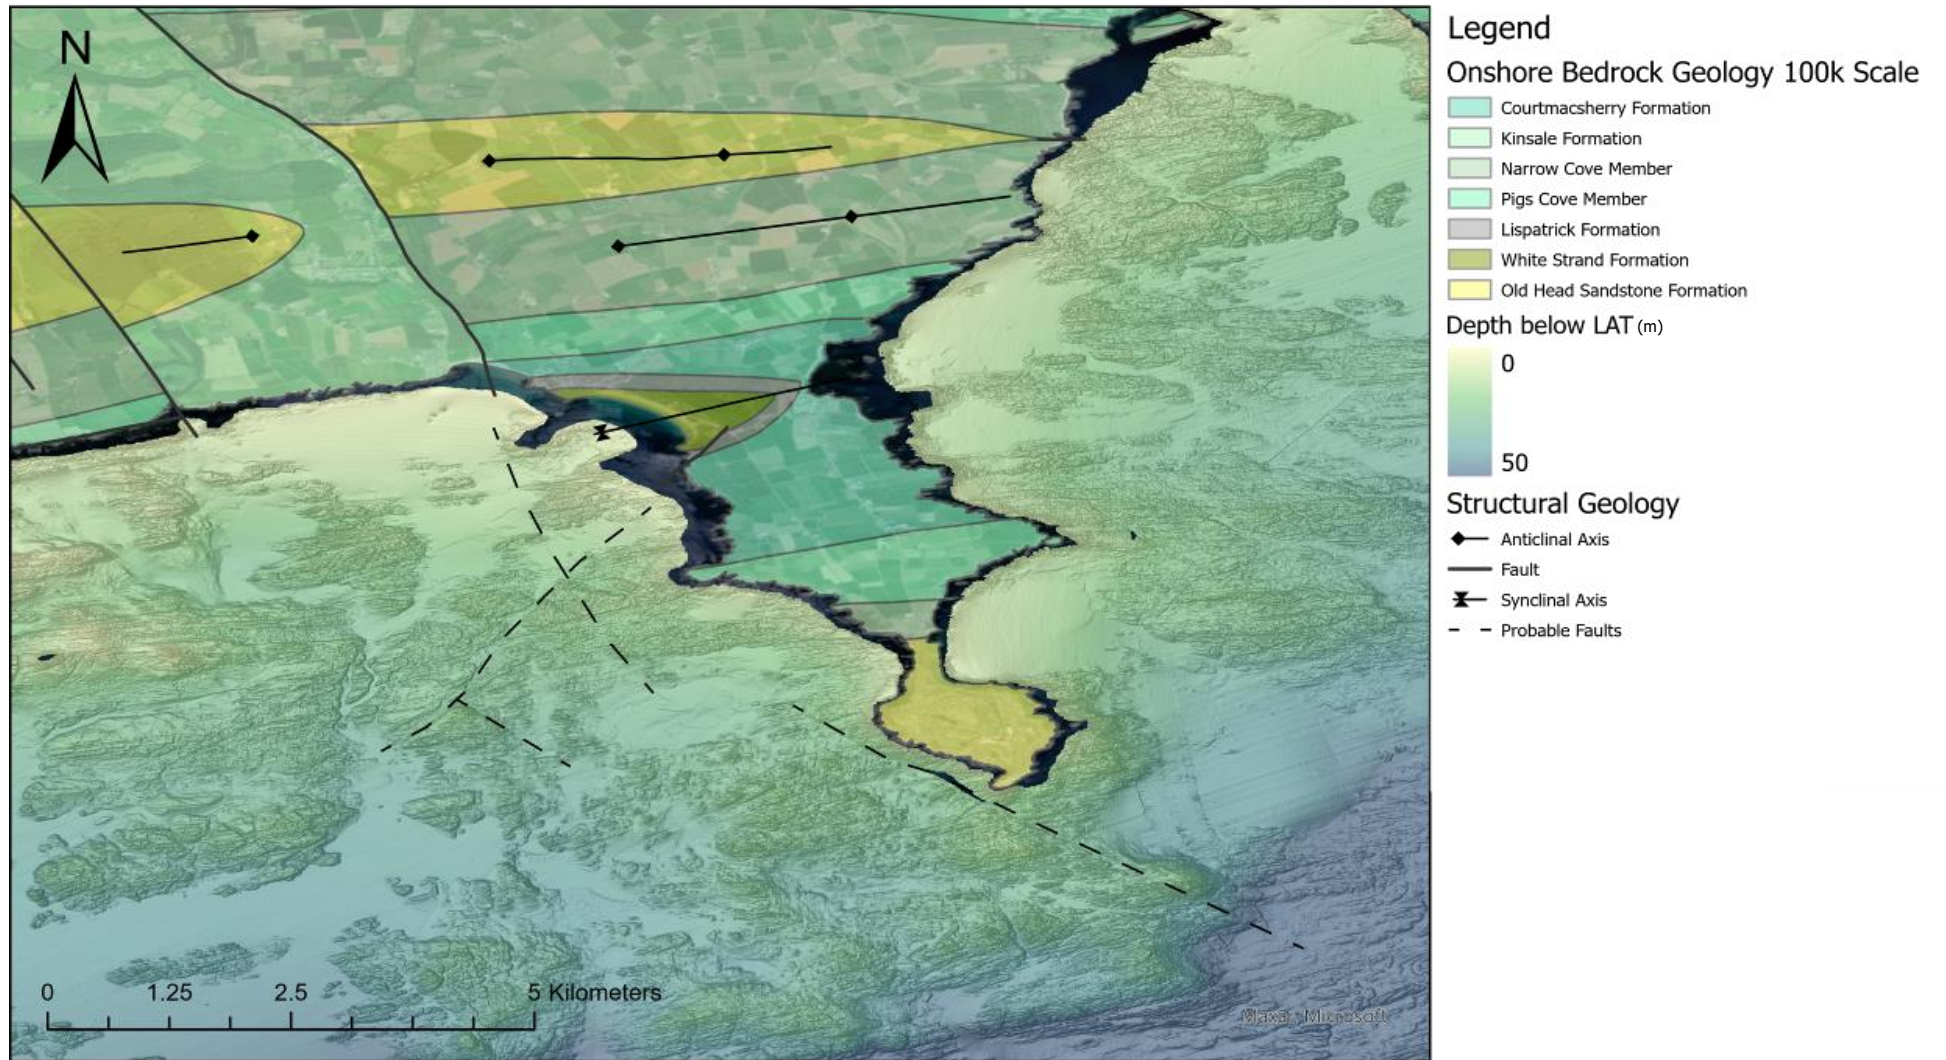 N
0 1.25 2.5 5 Kilometers
Maxar, Microsoft
Legend
Onshore Bedrock Geology 100k Scale
Courtmacsherry Formation
Kinsale Formation
Narrow Cove Member
Pigs Cove Member
Lispatrick Formation
White Strand Formation
Old Head Sandstone Formation
Depth below LAT (m)
0
50
Structural Geology
Anticlinal Axis
Fault
Synclinal Axis
Probable Faults